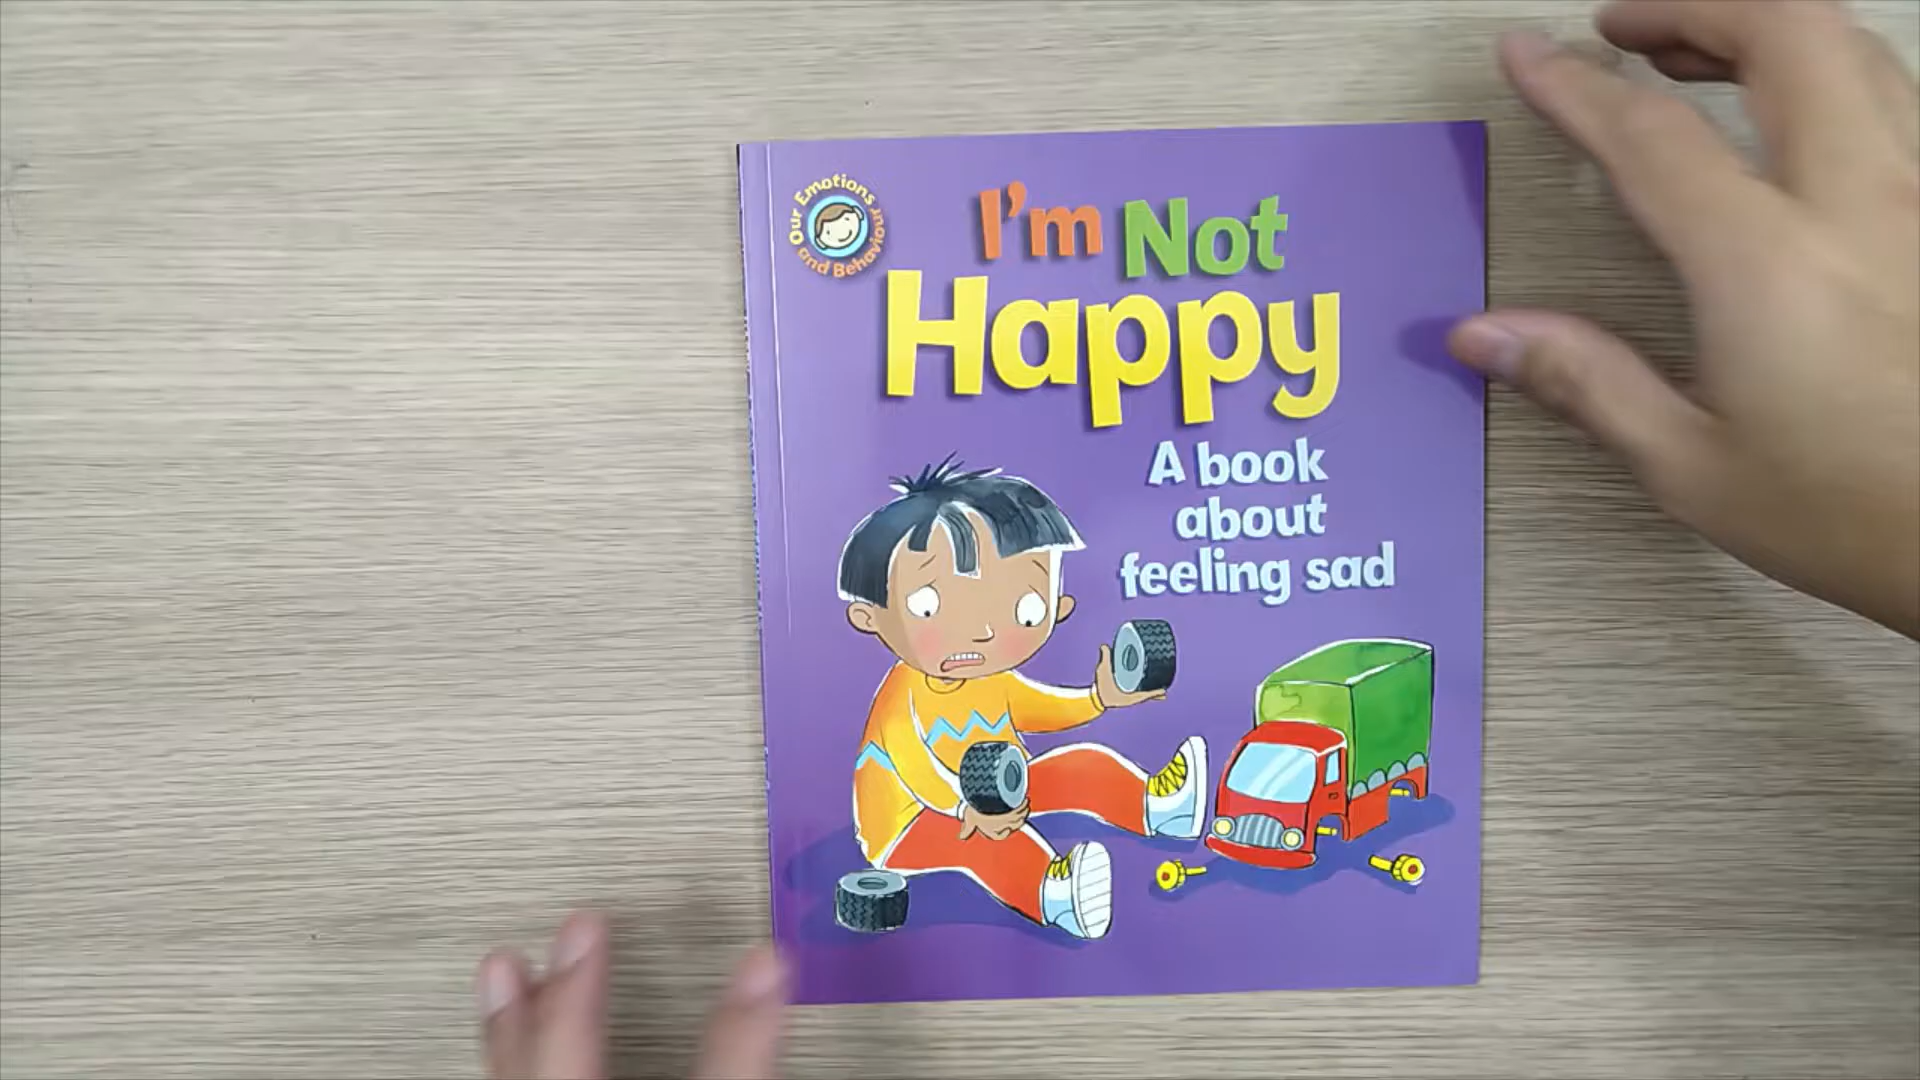 Our Emotions
and Behaviour
I'm Not
Happy
A book
about
feeling sad